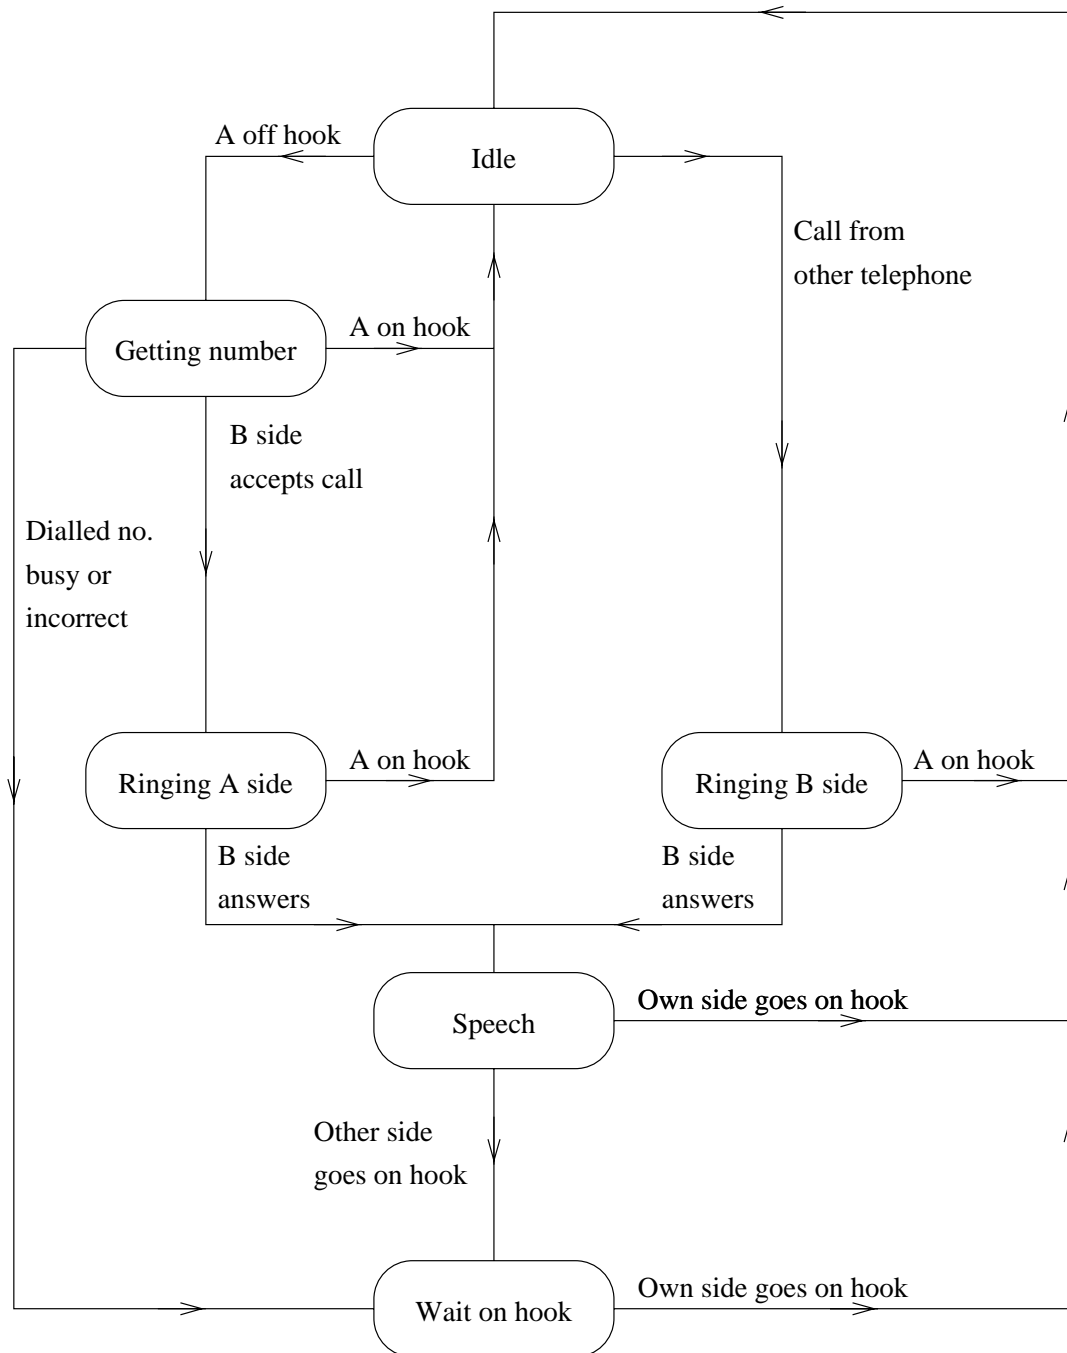 A off hook
Idle
Call from
other telephone
Getting number
A on hook
B side
accepts call
Dialled no.
busy or
incorrect
Ringing A side
A on hook
Ringing B side
A on hook
B side
answers
B side
answers
Speech
Own side goes on hook
Other side
goes on hook
Wait on hook
Own side goes on hook